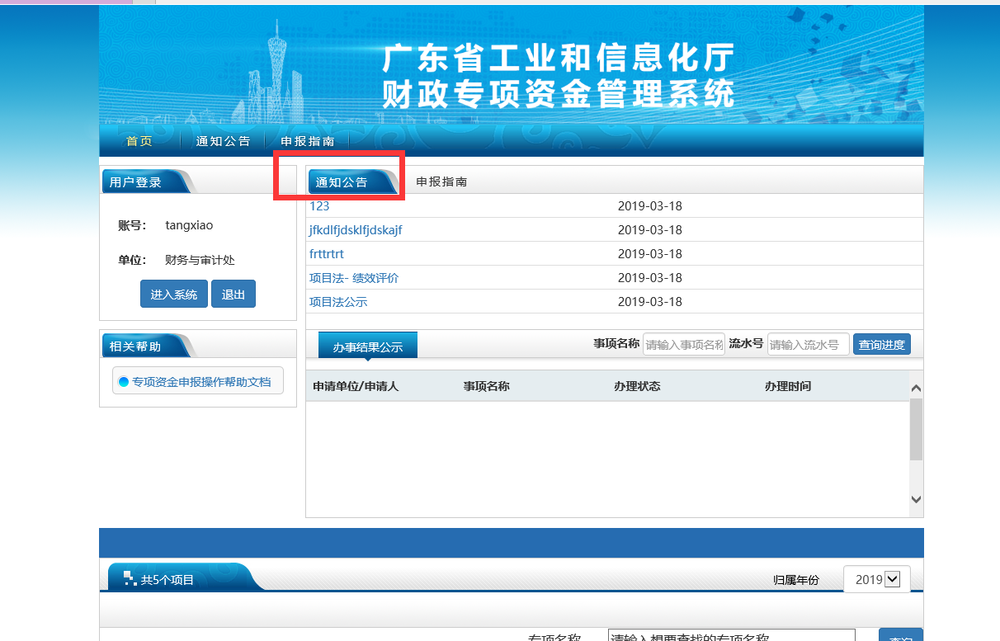 广东省工业和信息化厅
财政专项资金管理系统
首页 通知公告 申报指南
用户登录
账号： tangxiao
单位： 财务与审计处
进入系统 退出
相关帮助
专项资金申报操作帮助文档
通知公告 申报指南
123 2019-03-18
jfkdlfjdsklfjdskajf 2019-03-18
frttrtrt 2019-03-18
项目法- 绩效评价 2019-03-18
项目法公示 2019-03-18
办事结果公示 事项名称 请输入事项名称 流水号 请输入流水号 查询进度
申请单位/申请人 事项名称 办理状态 办理时间
共5个项目 归属年份 2019
专项名称 请输入想要查找的专项名称 查询